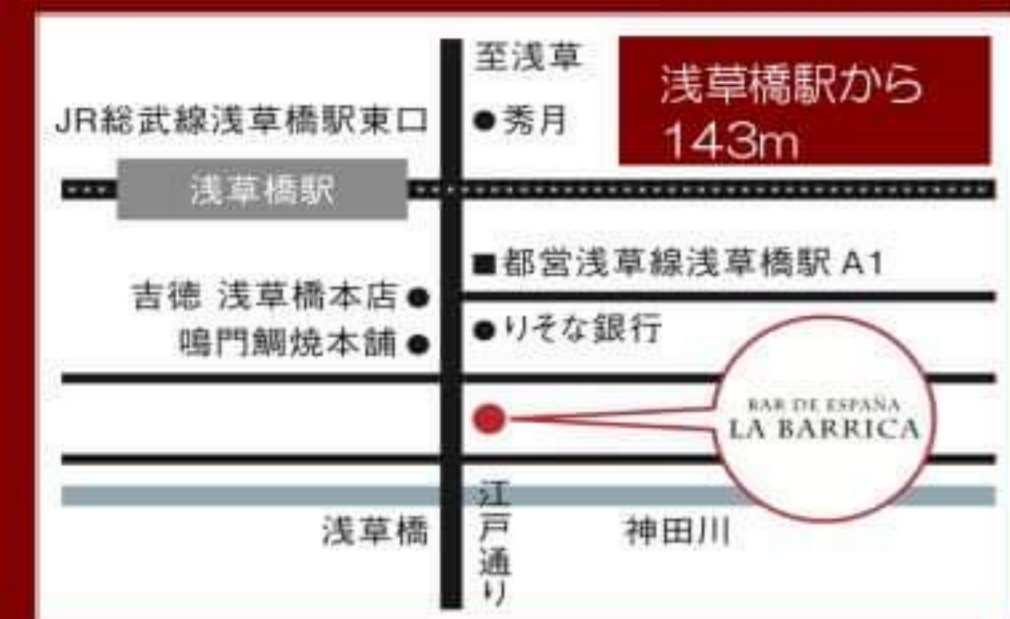 至浅草
浅草橋駅から
143m
JR総武線浅草橋駅東口
●秀月
浅草橋駅
■都営浅草線浅草橋駅 A1
吉徳 浅草橋本店●
●りそな銀行
鳴門鯛焼本舗●
BAR DE ESPAÑA
LA BARRICA
江戸通り
浅草橋
神田川